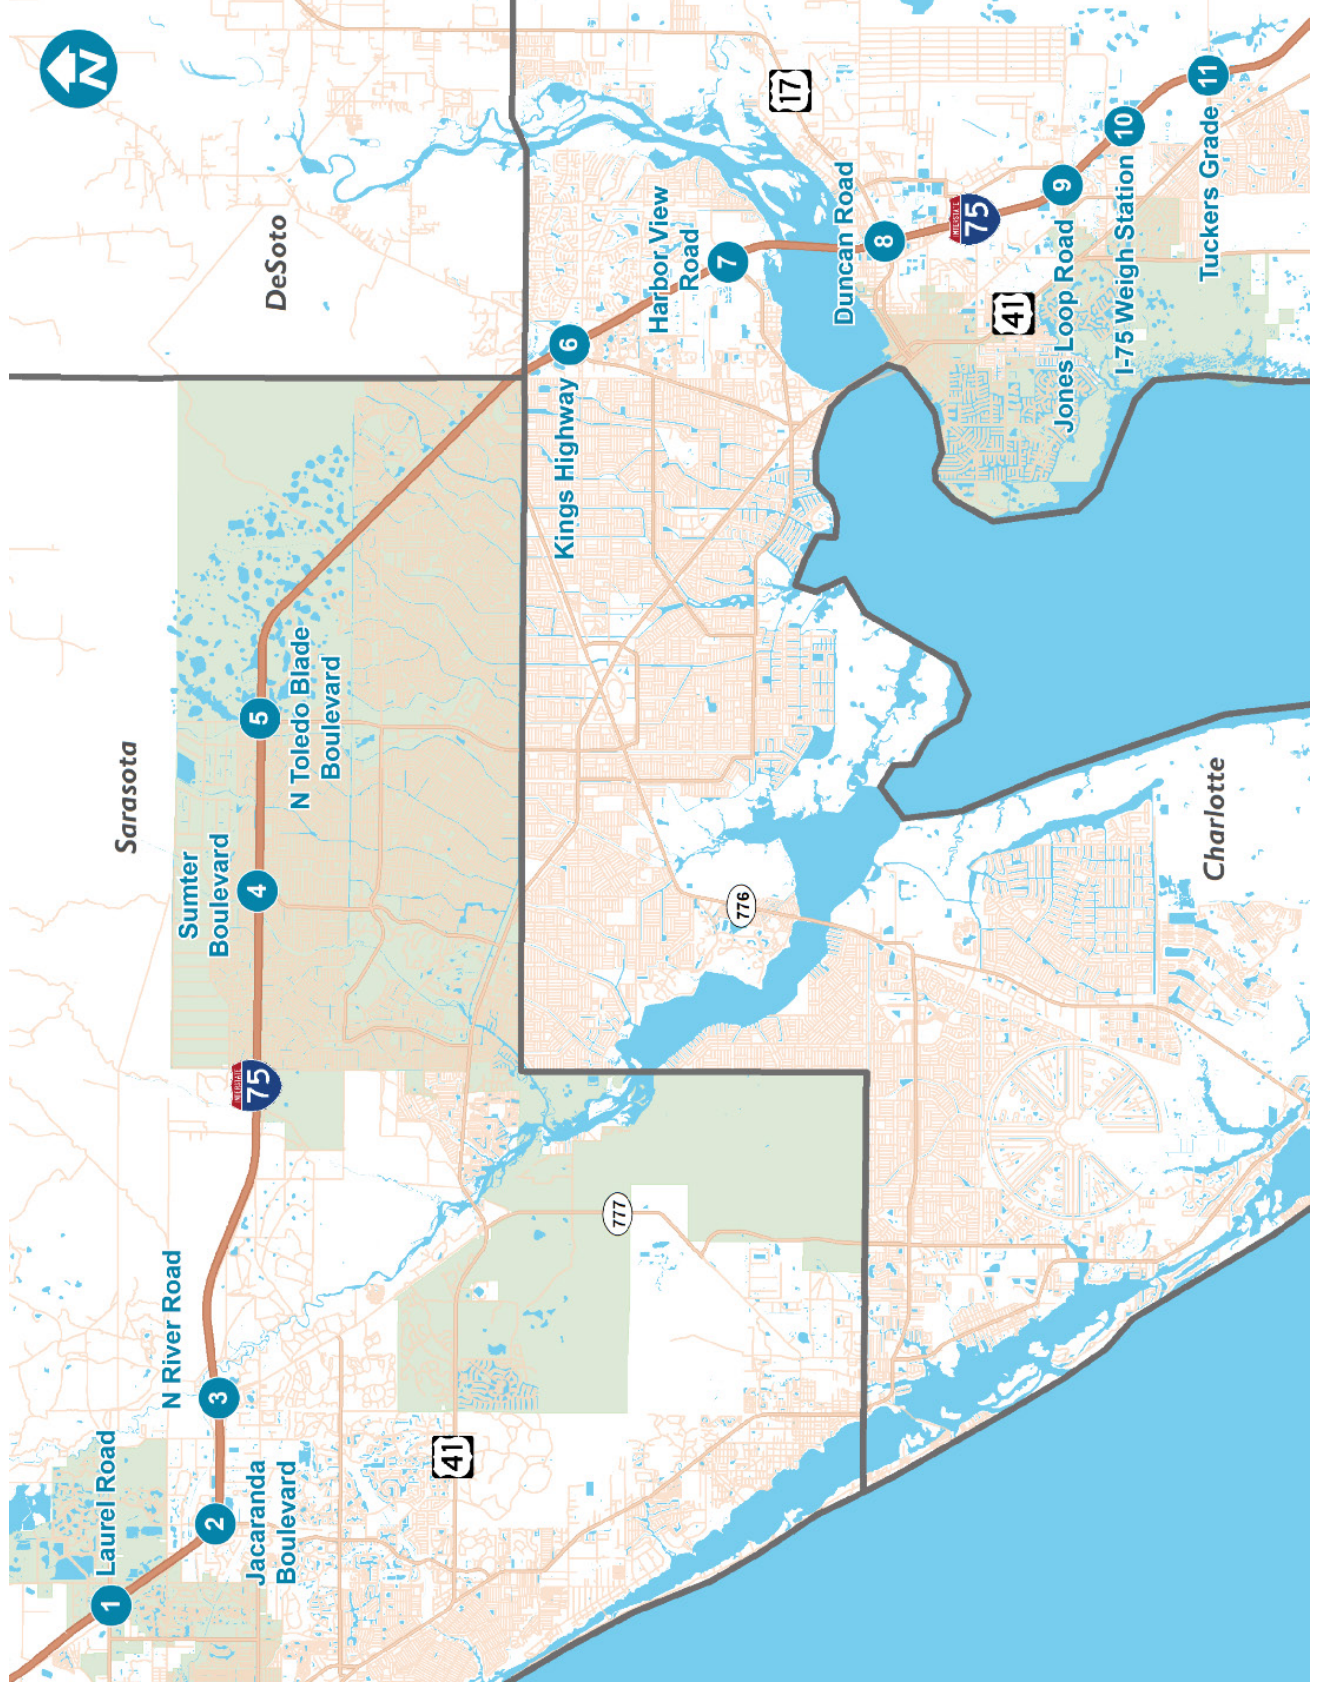 N
Sarasota
DeSoto
Charlotte
1
Laurel Road
2
Jacaranda
Boulevard
3
N River Road
INTERSTATE
75
4
Sumter
Boulevard
5
N Toledo Blade
Boulevard
6
Kings Highway
7
Harbor View
Road
8
Duncan Road
INTERSTATE
75
9
Jones Loop Road
10
I-75 Weigh Station
11
Tuckers Grade
41
777
776
17
41